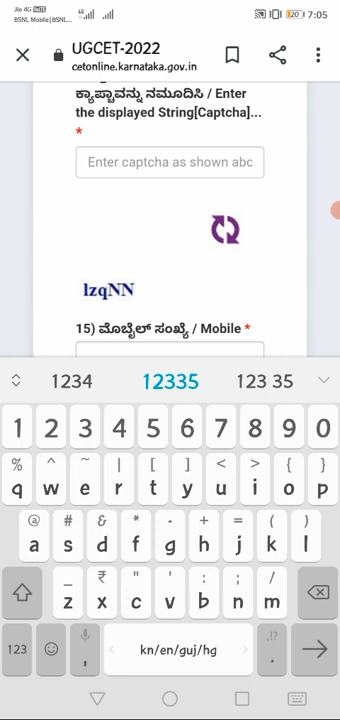 Jio 4G VoLTE
BSNL Mobile|BSNL... 4G 120 7:05
UGCET-2022
cetonline.karnataka.gov.in
ಕ್ಯಾಪ್ಚಾವನ್ನು ನಮೂದಿಸಿ / Enter
the displayed String[Captcha]...
*
Enter captcha as shown abc
lzqNN
15) ಮೊಬೈಲ್ ಸಂಖ್ಯೆ / Mobile *
1234 12335 123 35
1 2 3 4 5 6 7 8 9 0
% ^ ~ | [ ] < > { }
q w e r t y u i o p
@ # & * - + = ( )
a s d f g h j k l
_ ₹ " ' : ; /
z x c v b n m
123 , kn/en/guj/hg ,!? .